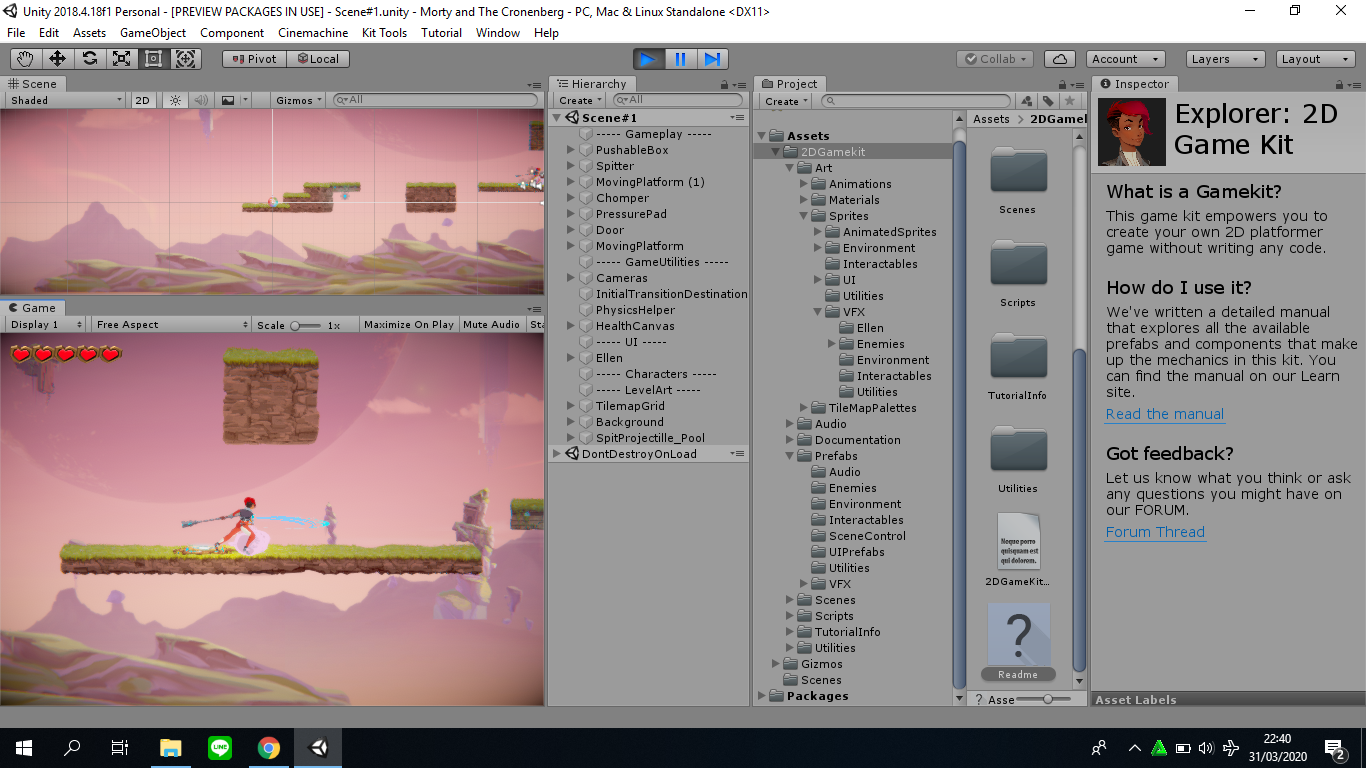 Unity 2018.4.18f1 Personal - [PREVIEW PACKAGES IN USE] - Scene#1.unity - Morty and The Cronenberg - PC, Mac & Linux Standalone <DX11>
File Edit Assets GameObject Component Cinemachine Kit Tools Tutorial Window Help
Pivot Local Collab Account Layers Layout
Scene
Shaded 2D Gizmos All
Game
Display 1 Free Aspect Scale 1x Maximize On Play Mute Audio Sta
Hierarchy
Create All
Scene#1
----- Gameplay -----
PushableBox
Spitter
MovingPlatform (1)
Chomper
PressurePad
Door
MovingPlatform
----- GameUtilities -----
Cameras
InitialTransitionDestination
PhysicsHelper
HealthCanvas
----- UI -----
Ellen
----- Characters -----
----- LevelArt -----
TilemapGrid
Background
SpitProjectille_Pool
DontDestroyOnLoad
Project
Create
Assets
2DGamekit
Art
Animations
Materials
Sprites
AnimatedSprites
Environment
Interactables
UI
Utilities
VFX
Ellen
Enemies
Environment
Interactables
Utilities
TileMapPalettes
Audio
Documentation
Prefabs
Audio
Enemies
Environment
Interactables
SceneControl
UIPrefabs
Utilities
VFX
Scenes
Scripts
TutorialInfo
Utilities
Gizmos
Scenes
Packages
Assets 2DGamel
Scenes
Scripts
TutorialInfo
Utilities
Neque porro
quisquam est
qui dolorem.
2DGameKit...
?
Readme
? Asse
Inspector
Explorer: 2D
Game Kit
What is a Gamekit?
This game kit empowers you to
create your own 2D platformer
game without writing any code.
How do I use it?
We've written a detailed manual
that explores all the available
prefabs and components that make
up the mechanics in this kit. You
can find the manual on our Learn
site.
Read the manual
Got feedback?
Let us know what you think or ask
any questions you might have on
our FORUM.
Forum Thread
Asset Labels
LINE
22:40
31/03/2020
2